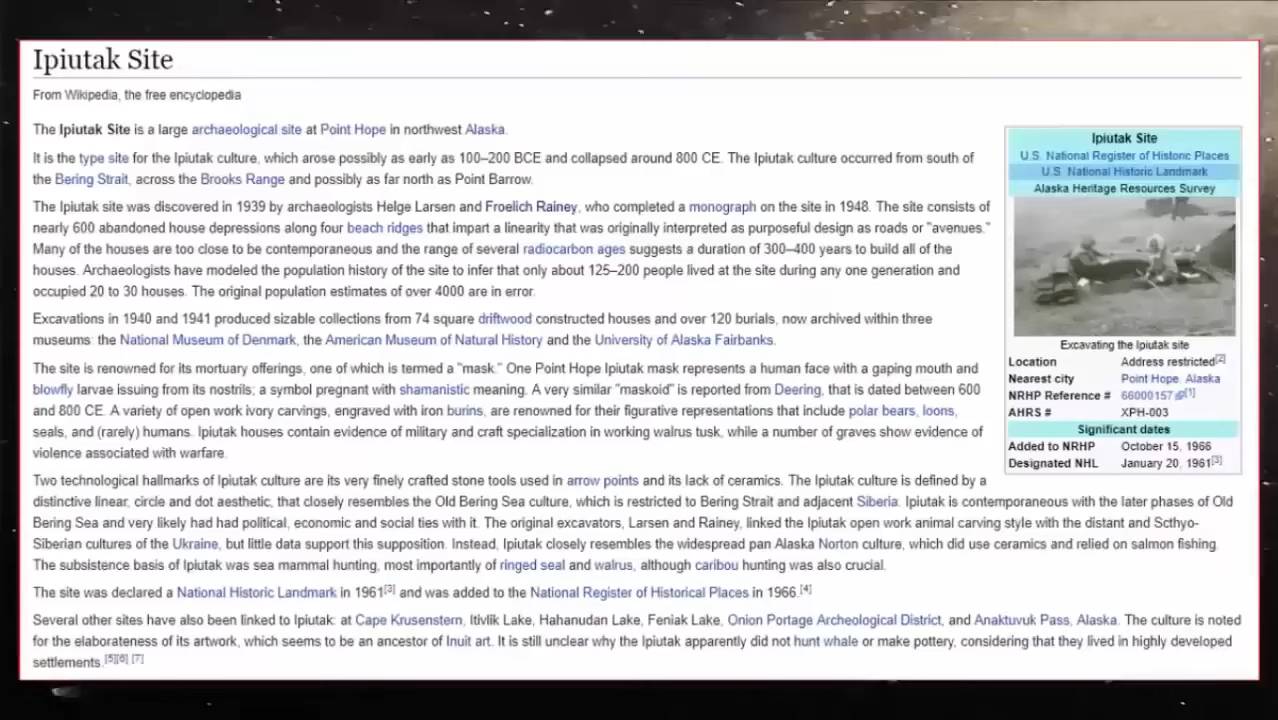 Ipiutak Site
From Wikipedia, the free encyclopedia
The Ipiutak Site is a large archaeological site at Point Hope in northwest Alaska.
It is the type site for the Ipiutak culture, which arose possibly as early as 100–200 BCE and collapsed around 800 CE. The Ipiutak culture occurred from south of
the Bering Strait, across the Brooks Range and possibly as far north as Point Barrow.
The Ipiutak site was discovered in 1939 by archaeologists Helge Larsen and Froelich Rainey, who completed a monograph on the site in 1948. The site consists of
nearly 600 abandoned house depressions along four beach ridges that impart a linearity that was originally interpreted as purposeful design as roads or "avenues."
Many of the houses are too close to be contemporaneous and the range of several radiocarbon ages suggests a duration of 300–400 years to build all of the
houses. Archaeologists have modeled the population history of the site to infer that only about 125–200 people lived at the site during any one generation and
occupied 20 to 30 houses. The original population estimates of over 4000 are in error.
Excavations in 1940 and 1941 produced sizable collections from 74 square driftwood constructed houses and over 120 burials, now archived within three
museums: the National Museum of Denmark, the American Museum of Natural History and the University of Alaska Fairbanks.
The site is renowned for its mortuary offerings, one of which is termed a "mask." One Point Hope Ipiutak mask represents a human face with a gaping mouth and
blowfly larvae issuing from its nostrils; a symbol pregnant with shamanistic meaning. A very similar "maskoid" is reported from Deering, that is dated between 600
and 800 CE. A variety of open work ivory carvings, engraved with iron burins, are renowned for their figurative representations that include polar bears, loons,
seals, and (rarely) humans. Ipiutak houses contain evidence of military and craft specialization in working walrus tusk, while a number of graves show evidence of
violence associated with warfare.
Two technological hallmarks of Ipiutak culture are its very finely crafted stone tools used in arrow points and its lack of ceramics. The Ipiutak culture is defined by a
distinctive linear, circle and dot aesthetic, that closely resembles the Old Bering Sea culture, which is restricted to Bering Strait and adjacent Siberia. Ipiutak is contemporaneous with the later phases of Old
Bering Sea and very likely had had political, economic and social ties with it. The original excavators, Larsen and Rainey, linked the Ipiutak open work animal carving style with the distant and Scthyo-
Siberian cultures of the Ukraine, but little data support this supposition. Instead, Ipiutak closely resembles the widespread pan Alaska Norton culture, which did use ceramics and relied on salmon fishing.
The subsistence basis of Ipiutak was sea mammal hunting, most importantly of ringed seal and walrus, although caribou hunting was also crucial.
The site was declared a National Historic Landmark in 1961[3] and was added to the National Register of Historical Places in 1966.[4]
Several other sites have also been linked to Ipiutak: at Cape Krusenstern, Itivlik Lake, Hahanudan Lake, Feniak Lake, Onion Portage Archeological District, and Anaktuvuk Pass, Alaska. The culture is noted
for the elaborateness of its artwork, which seems to be an ancestor of Inuit art. It is still unclear why the Ipiutak apparently did not hunt whale or make pottery, considering that they lived in highly developed
settlements.[5][6] [7]
Ipiutak Site
U.S. National Register of Historic Places
U.S. National Historic Landmark
Alaska Heritage Resources Survey
Excavating the Ipiutak site
Location Address restricted[2]
Nearest city Point Hope, Alaska
NRHP Reference # 66000157[1]
AHRS # XPH-003
Significant dates
Added to NRHP October 15, 1966
Designated NHL January 20, 1961[3]